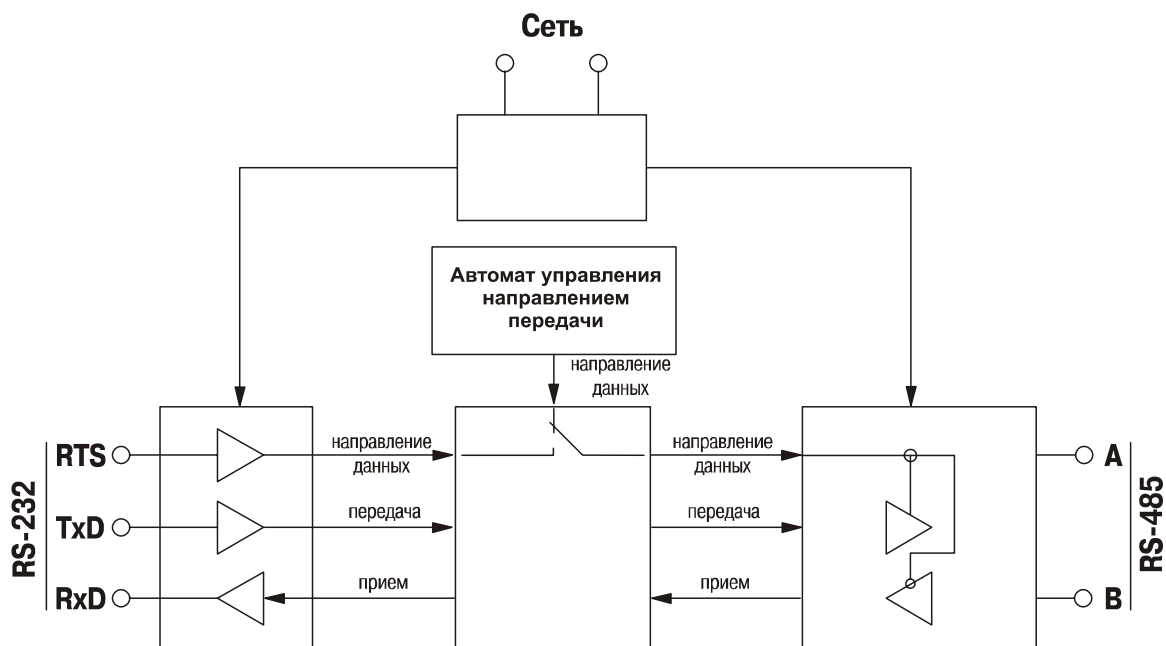 Сеть
Автомат управления
направлением
передачи
направление
данных
RS-232
RTS
направление
данных
направление
данных
A
TxD
передача
передача
RS-485
RxD
прием
прием
B